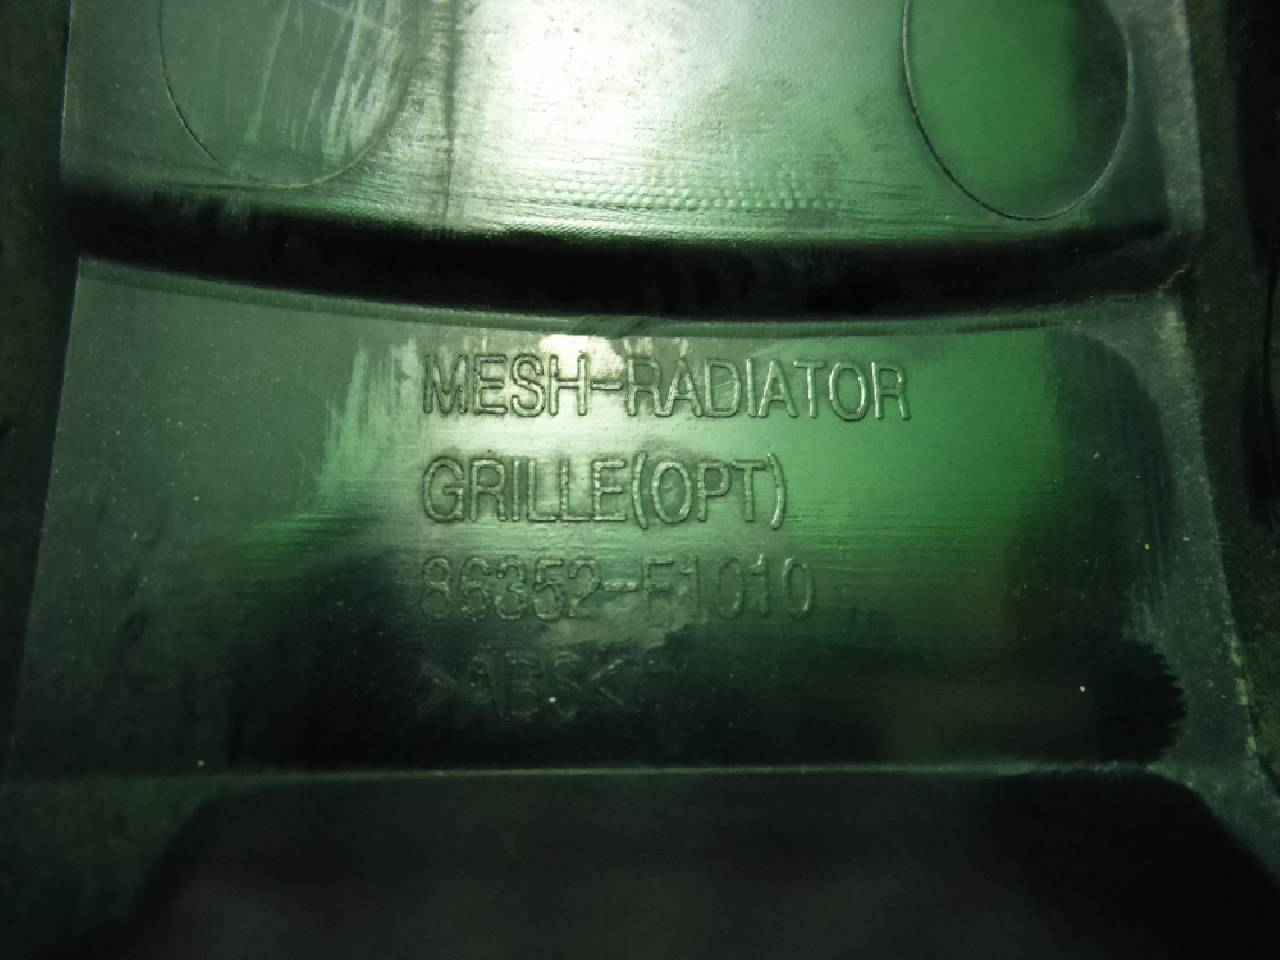 MESH-RADIATOR
GRILLE(OPT)
86352-F1010
>ABS<